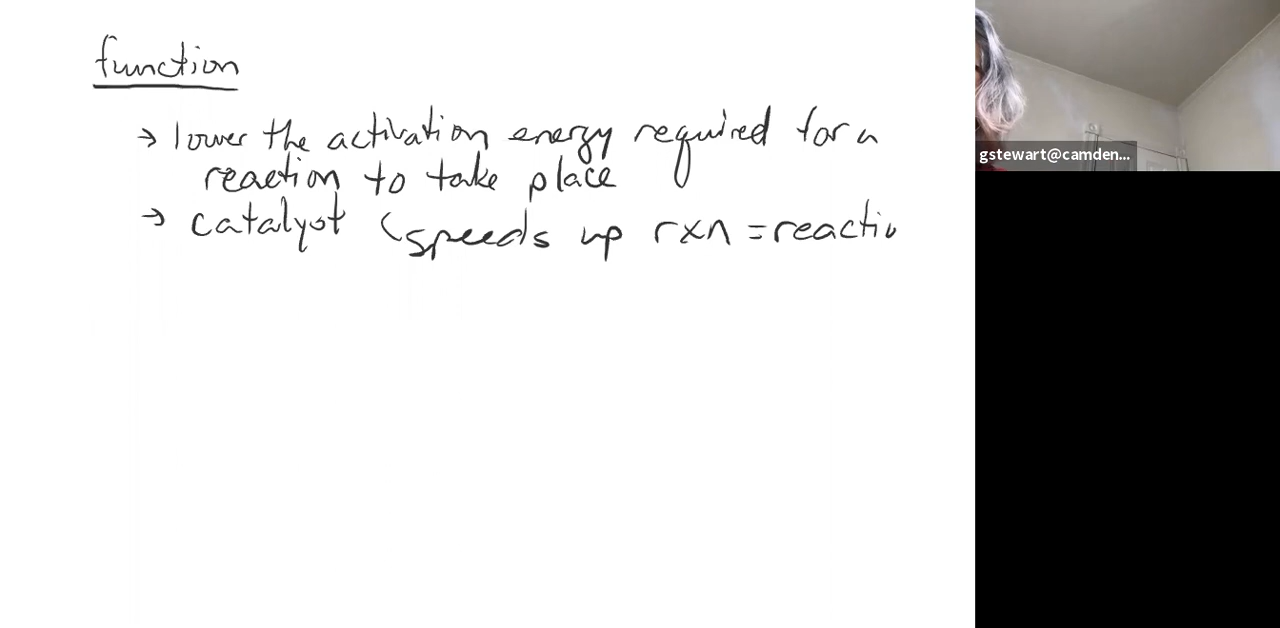 function
→ lower the activation energy required for a
reaction to take place
→ catalyst (speeds up rxn = reactio
gstewart@camden...